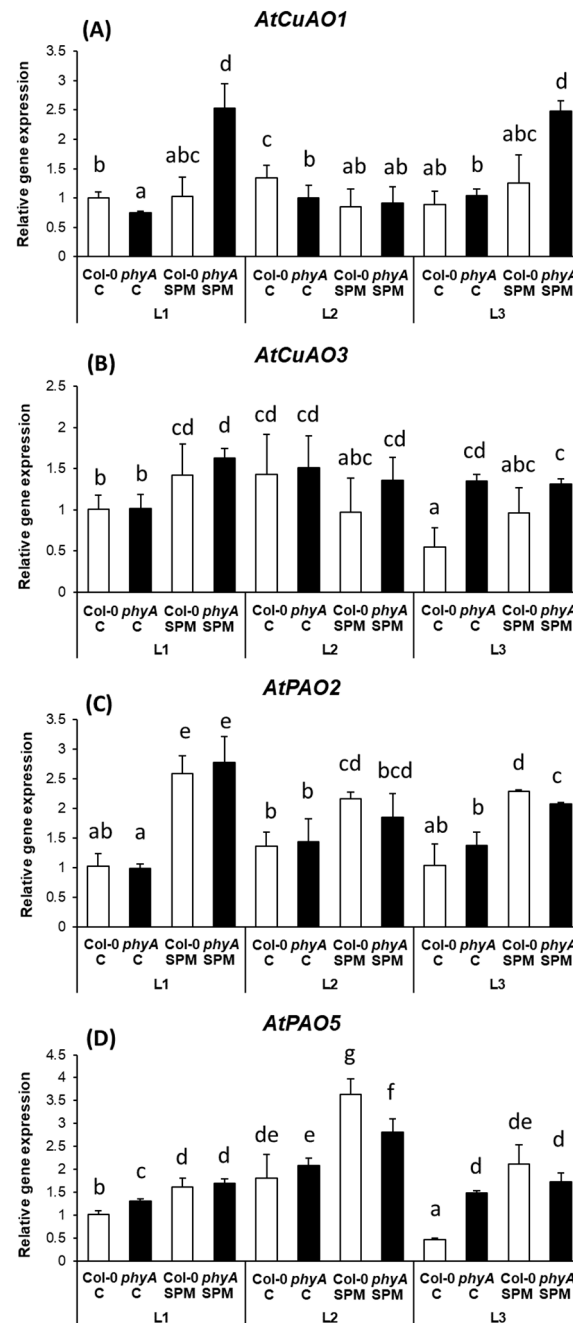 (A) AtCuAO1
Relative gene expression
3.5
3
2.5
2
1.5
1
0.5
0
b a abc d c b ab ab ab b abc d
Col-0 phyA Col-0 phyA Col-0 phyA Col-0 phyA Col-0 phyA Col-0 phyA
C C SPM SPM C C SPM SPM C C SPM SPM
L1 L2 L3
(B) AtCuAO3
Relative gene expression
2.5
2
1.5
1
0.5
0
b b cd d cd cd abc cd a cd abc c
Col-0 phyA Col-0 phyA Col-0 phyA Col-0 phyA Col-0 phyA Col-0 phyA
C C SPM SPM C C SPM SPM C C SPM SPM
L1 L2 L3
(C) AtPAO2
Relative gene expression
3.5
3
2.5
2
1.5
1
0.5
0
ab a e e b b cd bcd ab b d c
Col-0 phyA Col-0 phyA Col-0 phyA Col-0 phyA Col-0 phyA Col-0 phyA
C C SPM SPM C C SPM SPM C C SPM SPM
L1 L2 L3
(D) AtPAO5
Relative gene expression
4.5
4
3.5
3
2.5
2
1.5
1
0.5
0
b c d d de e g f a d de d
Col-0 phyA Col-0 phyA Col-0 phyA Col-0 phyA Col-0 phyA Col-0 phyA
C C SPM SPM C C SPM SPM C C SPM SPM
L1 L2 L3